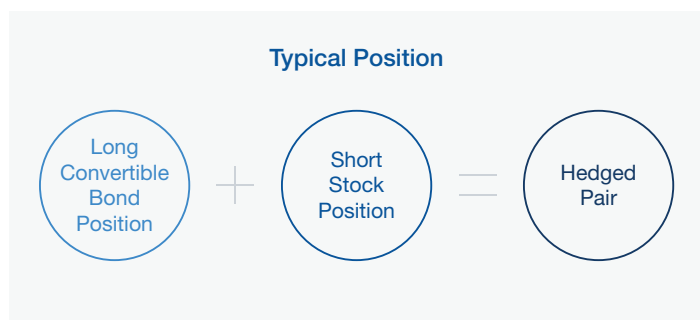 Typical Position
Long
Convertible
Bond
Position
Short
Stock
Position
Hedged
Pair